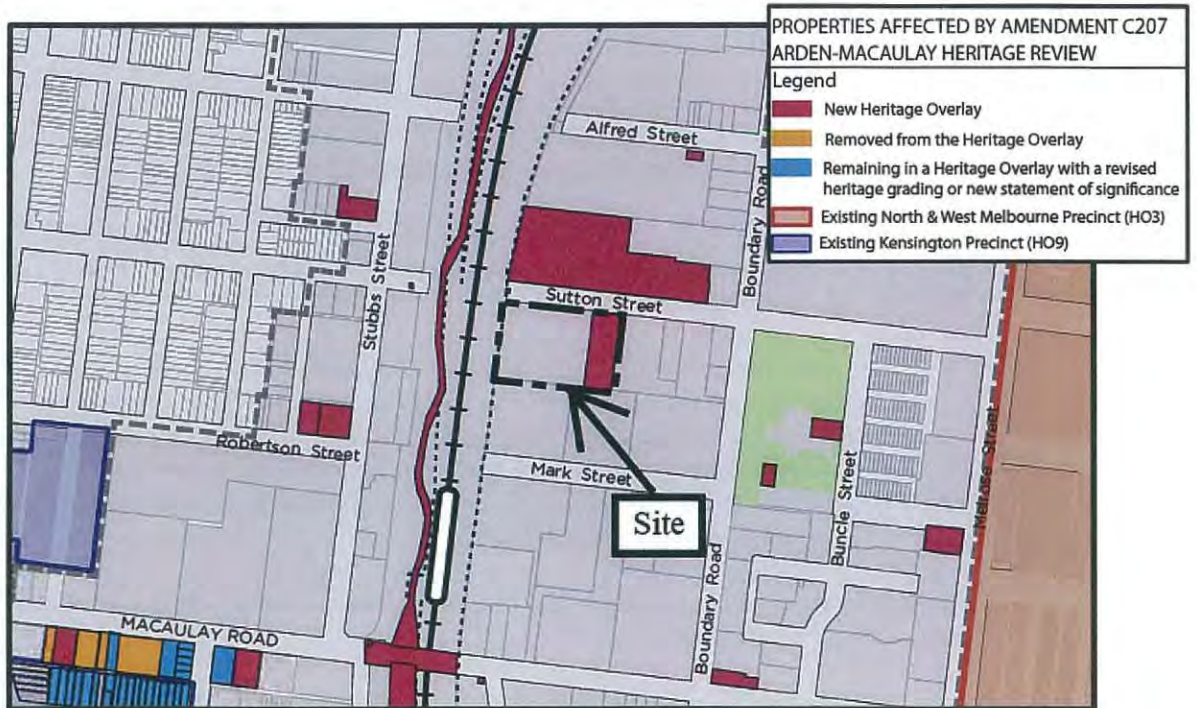 PROPERTIES AFFECTED BY AMENDMENT C207
ARDEN-MACAULAY HERITAGE REVIEW
Legend
New Heritage Overlay
Removed from the Heritage Overlay
Remaining in a Heritage Overlay with a revised
heritage grading or new statement of significance
Existing North & West Melbourne Precinct (HO3)
Existing Kensington Precinct (HO9)
Alfred Street
Boundary Road
Stubbs Street
Sutton Street
Robertson Street
Mark Street
Site
Buncle Street
Melrose Street
Boundary Road
MACAULAY ROAD